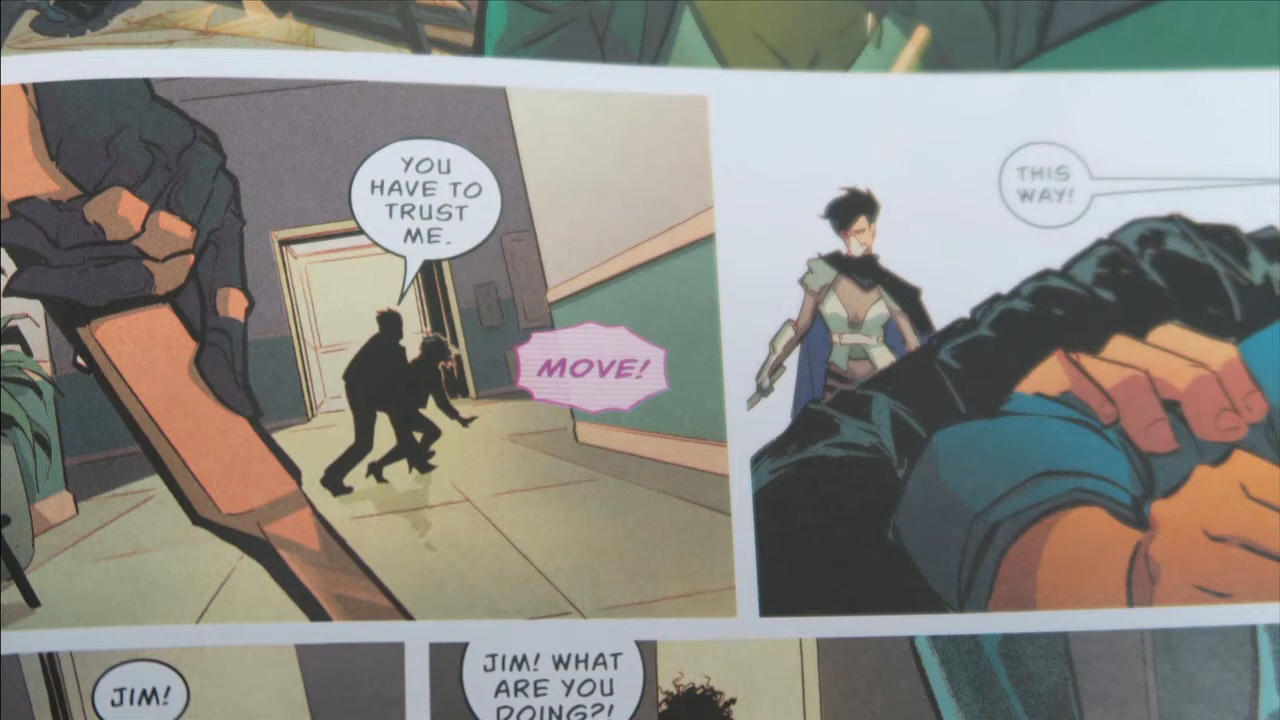 YOU
HAVE TO
TRUST
ME.
MOVE!
THIS
WAY!
JIM!
JIM! WHAT
ARE YOU
DOING?!